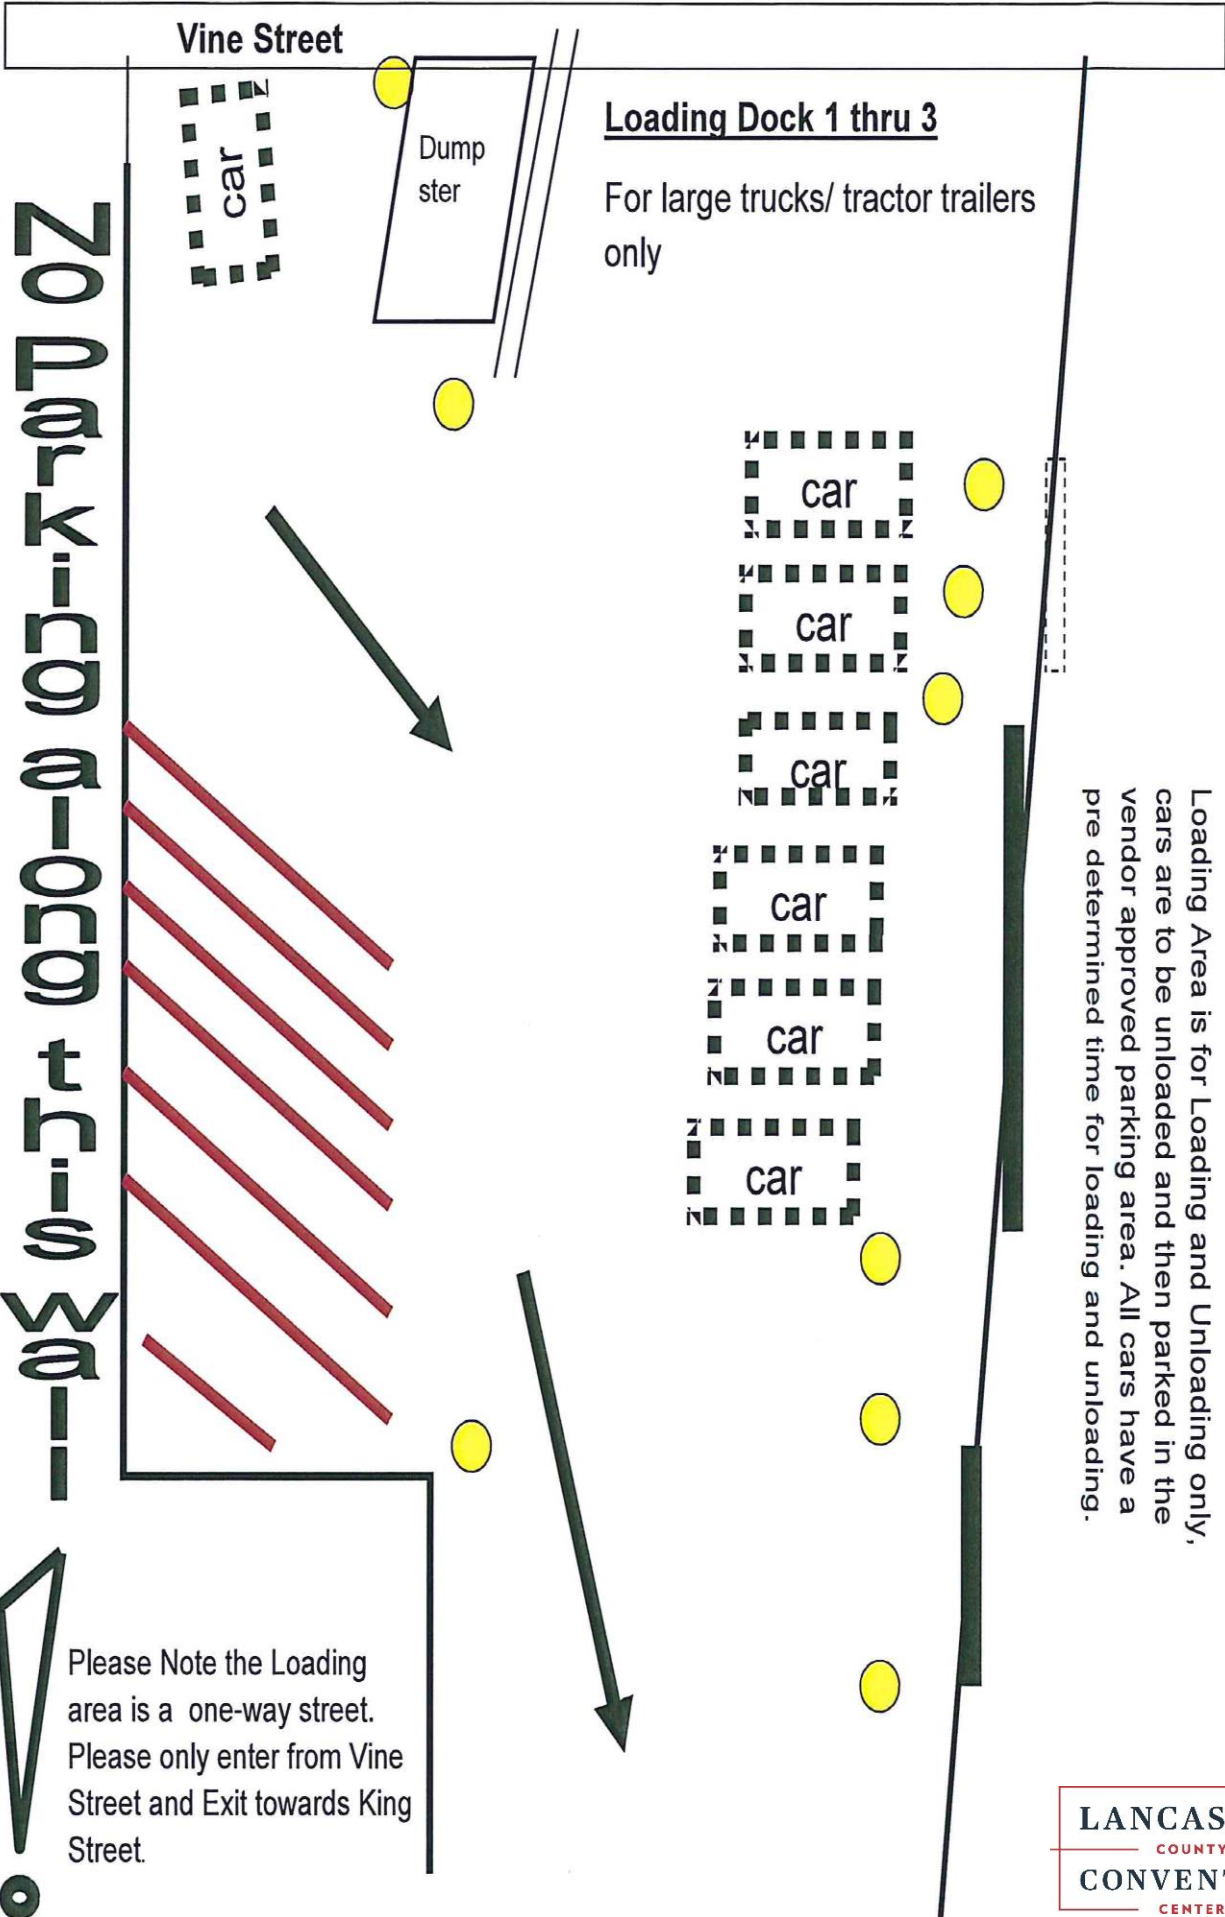 Vine Street
car
Dump
ster
Loading Dock 1 thru 3
For large trucks/ tractor trailers
only
No Parking along this wall !
car
car
car
car
car
car
Loading Area is for Loading and Unloading only,
cars are to be unloaded and then parked in the
vendor approved parking area. All cars have a
pre determined time for loading and unloading.
Please Note the Loading
area is a one-way street.
Please only enter from Vine
Street and Exit towards King
Street.
LANCAS
COUNTY
CONVENT
CENTER